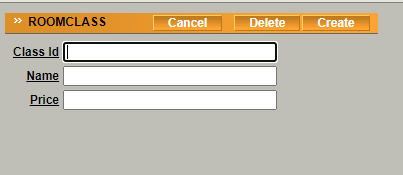 » ROOMCLASS Cancel Delete Create
Class Id
Name
Price